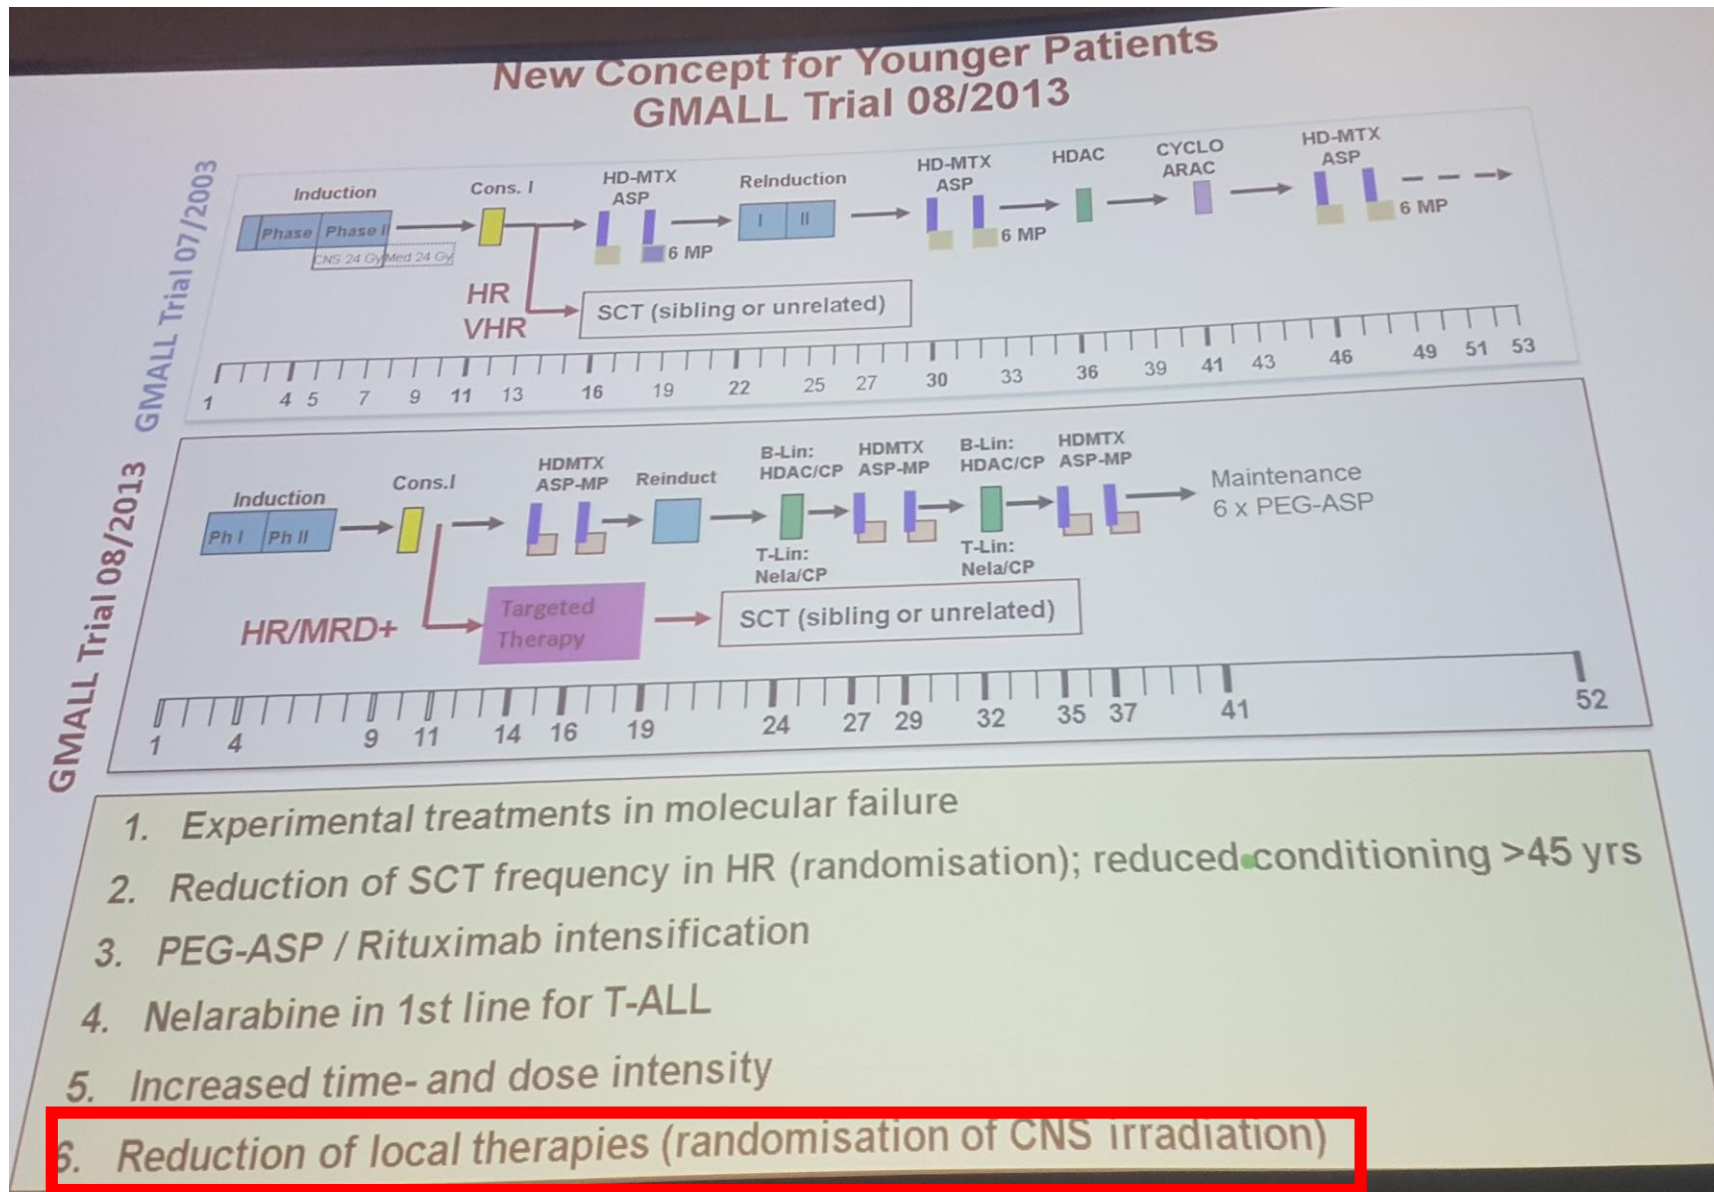 New Concept for Younger Patients
GMALL Trial 08/2013
GMALL Trial 07/2003
Induction
Phase I
Phase II
CNS 24 Gy
Med 24 Gy
Cons. I
HD-MTX
ASP
6 MP
ReInduction
I
II
HD-MTX
ASP
6 MP
HDAC
CYCLO
ARAC
HD-MTX
ASP
6 MP
HR
VHR
SCT (sibling or unrelated)
1 4 5 7 9 11 13 16 19 22 25 27 30 33 36 39 41 43 46 49 51 53
GMALL Trial 08/2013
Induction
Ph I
Ph II
Cons.I
HDMTX
ASP-MP
Reinduct
B-Lin:
HDAC/CP
T-Lin:
Nela/CP
HDMTX
ASP-MP
B-Lin:
HDAC/CP
T-Lin:
Nela/CP
HDMTX
ASP-MP
Maintenance
6 x PEG-ASP
HR/MRD+
Targeted
Therapy
SCT (sibling or unrelated)
1 4 9 11 14 16 19 24 27 29 32 35 37 41 52
1. Experimental treatments in molecular failure
2. Reduction of SCT frequency in HR (randomisation); reduced conditioning >45 yrs
3. PEG-ASP / Rituximab intensification
4. Nelarabine in 1st line for T-ALL
5. Increased time- and dose intensity
6. Reduction of local therapies (randomisation of CNS irradiation)